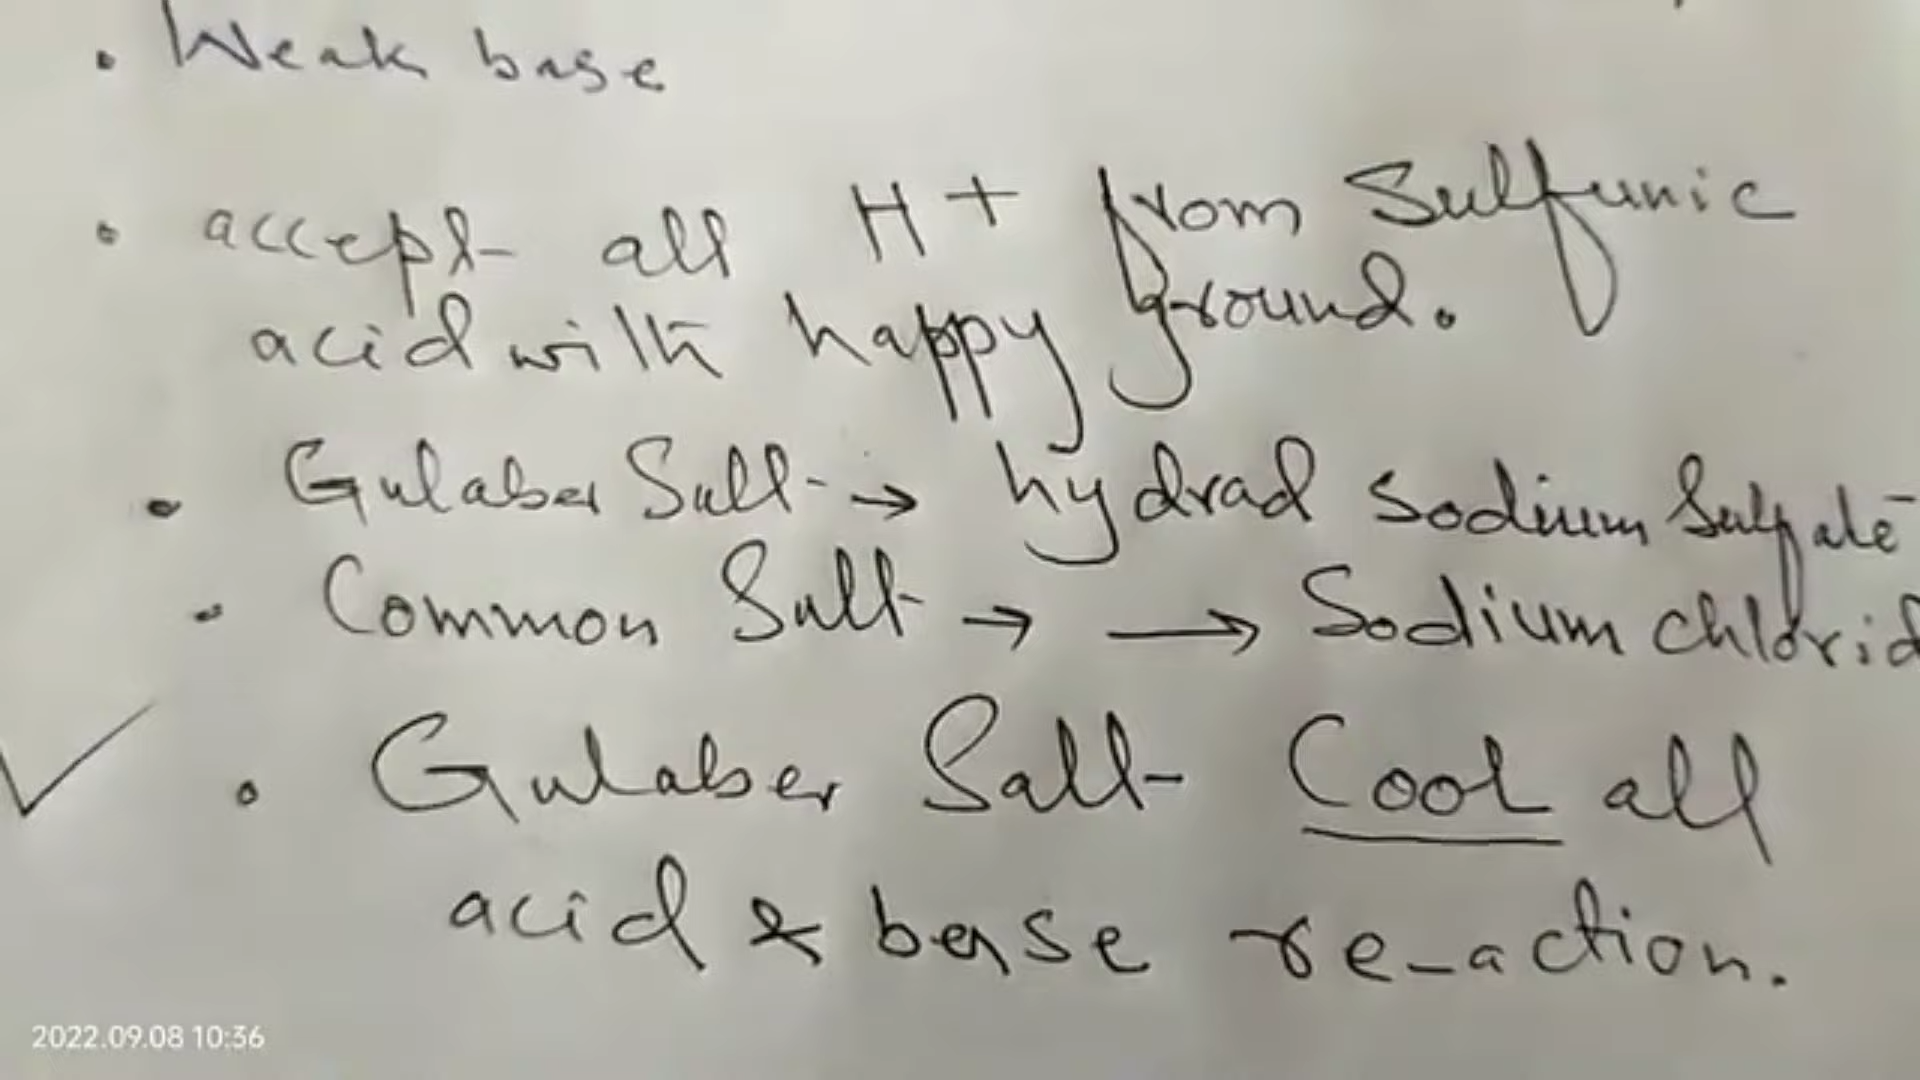 • Weak base
• accept all H+ from Sulfunic
acid with happy ground.
• Gulaber Salt → hydrad sodium Sulfate
• Common Salt → → Sodium chlorid
• Gulaber Salt Cool all
acid & base re-action.
2022.09.08 10:36